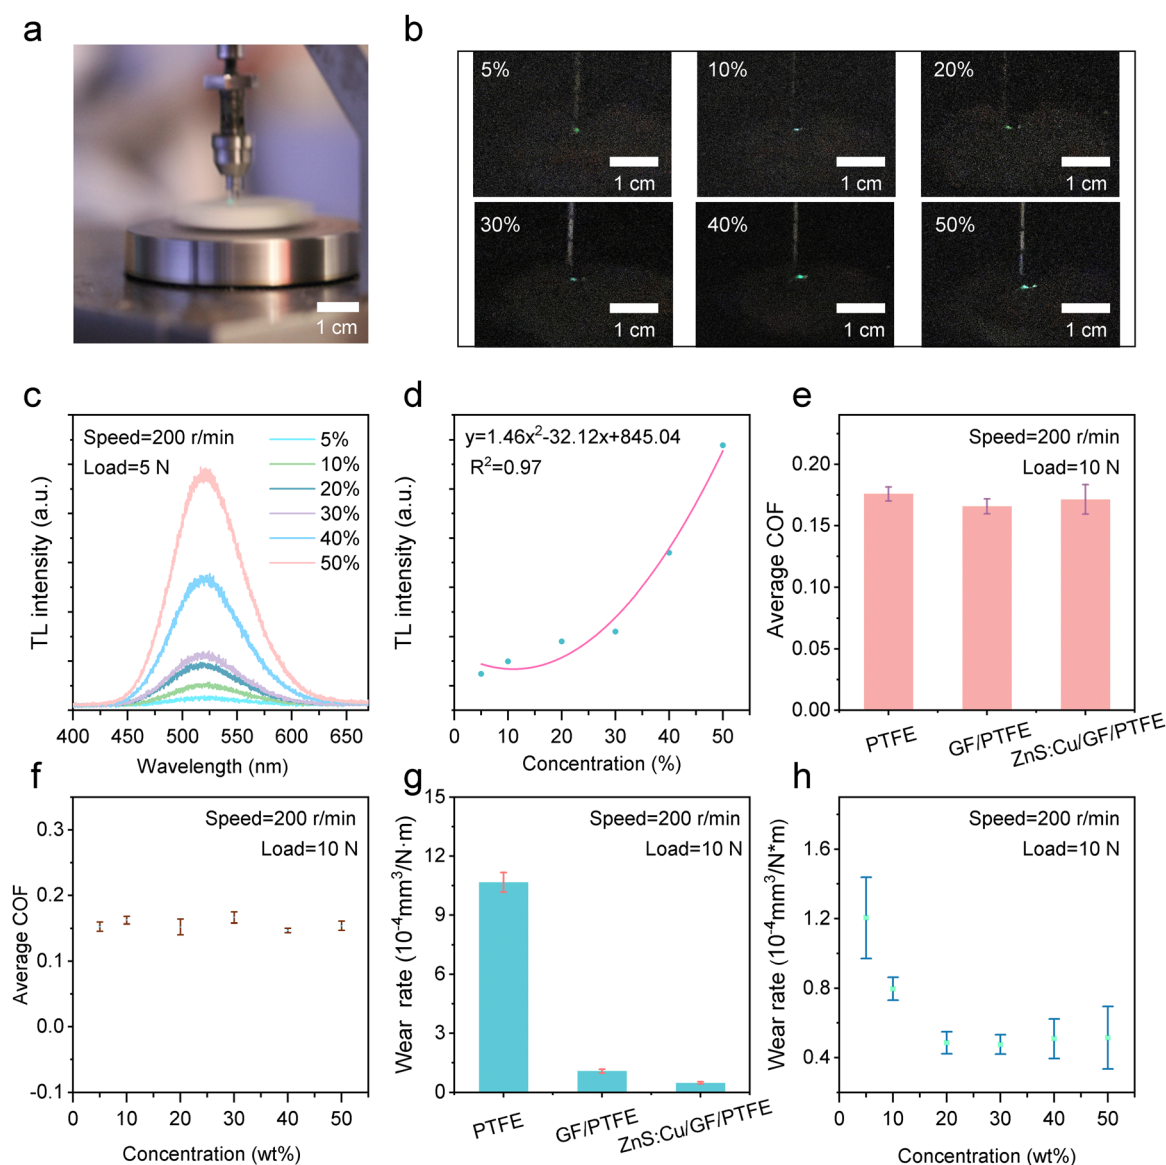 a
1 cm
b
5%
1 cm
10%
1 cm
20%
1 cm
30%
1 cm
40%
1 cm
50%
1 cm
c
TL intensity (a.u.)
Speed=200 r/min
Load=5 N
5%
10%
20%
30%
40%
50%
400 450 500 550 600 650
Wavelength (nm)
d
TL intensity (a.u.)
y=1.46x²-32.12x+845.04
R²=0.97
0 10 20 30 40 50
Concentration (%)
e
Average COF
Speed=200 r/min
Load=10 N
0.20
0.15
0.10
0.05
0.00
PTFE
GF/PTFE
ZnS:Cu/GF/PTFE
f
Average COF
Speed=200 r/min
Load=10 N
0.3
0.2
0.1
0.0
-0.1
0 10 20 30 40 50
Concentration (wt%)
g
Wear rate (10⁻⁴mm³/N·m)
Speed=200 r/min
Load=10 N
15
12
9
6
3
0
PTFE
GF/PTFE
ZnS:Cu/GF/PTFE
h
Wear rate (10⁻⁴mm³/N*m)
Speed=200 r/min
Load=10 N
1.6
1.2
0.8
0.4
0 10 20 30 40 50
Concentration (wt%)